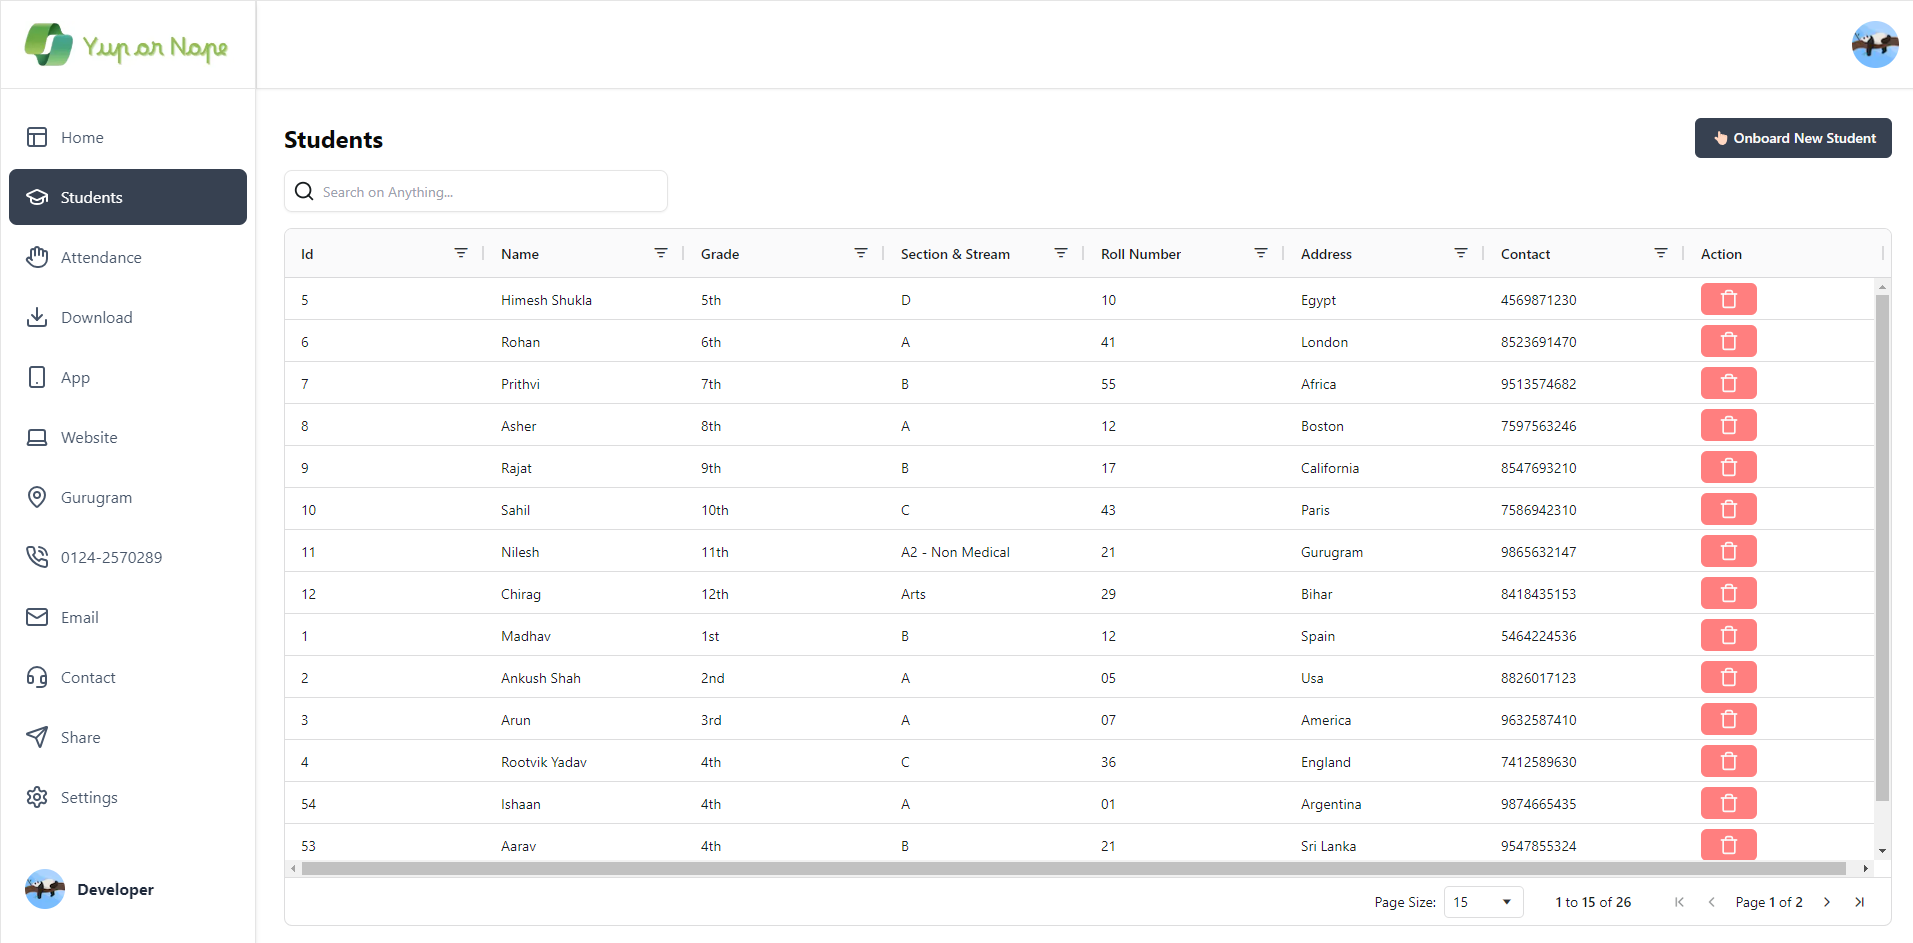 Yup or Nope
Home
Students
Attendance
Download
App
Website
Gurugram
0124-2570289
Email
Contact
Share
Settings
Developer
Students
Onboard New Student
Search on Anything...
Id Name Grade Section & Stream Roll Number Address Contact Action
5 Himesh Shukla 5th D 10 Egypt 4569871230
6 Rohan 6th A 41 London 8523691470
7 Prithvi 7th B 55 Africa 9513574682
8 Asher 8th A 12 Boston 7597563246
9 Rajat 9th B 17 California 8547693210
10 Sahil 10th C 43 Paris 7586942310
11 Nilesh 11th A2 - Non Medical 21 Gurugram 9865632147
12 Chirag 12th Arts 29 Bihar 8418435153
1 Madhav 1st B 12 Spain 5464224536
2 Ankush Shah 2nd A 05 Usa 8826017123
3 Arun 3rd A 07 America 9632587410
4 Rootvik Yadav 4th C 36 England 7412589630
54 Ishaan 4th A 01 Argentina 9874665435
53 Aarav 4th B 21 Sri Lanka 9547855324
Page Size: 15 1 to 15 of 26 Page 1 of 2